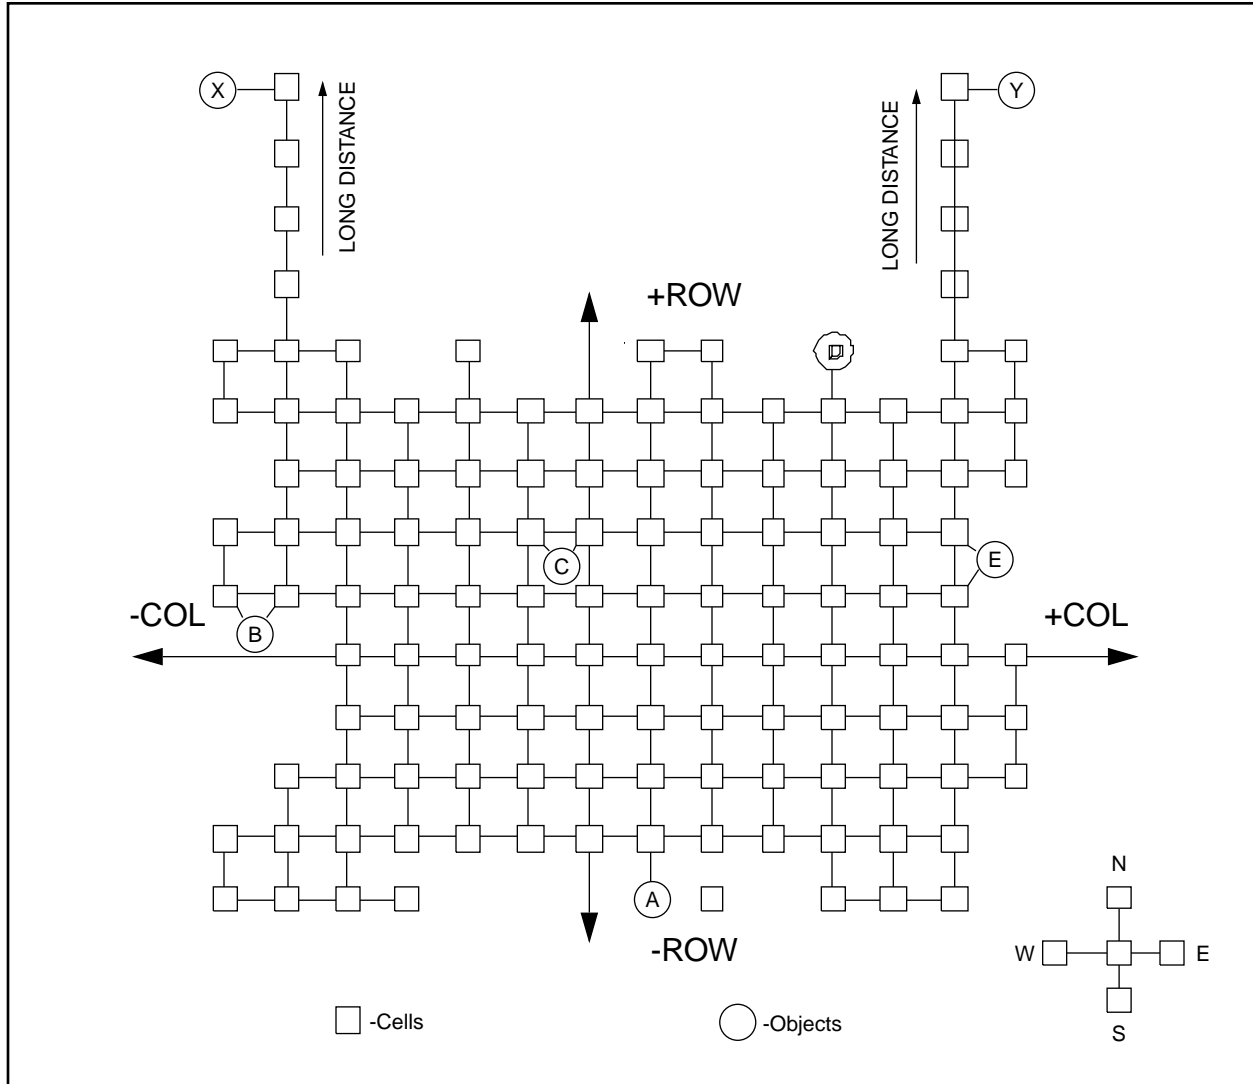 X
Y
LONG DISTANCE
LONG DISTANCE
+ROW
D
C
E
-COL
B
+COL
A
-ROW
N
W
E
S
-Cells
-Objects